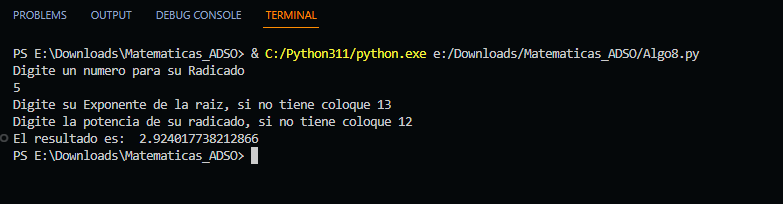 PROBLEMS OUTPUT DEBUG CONSOLE TERMINAL
PS E:\Downloads\Matematicas_ADSO> & C:/Python311/python.exe e:/Downloads/Matematicas_ADSO/Algo8.py
Digite un numero para su Radicado
5
Digite su Exponente de la raiz, si no tiene coloque 13
Digite la potencia de su radicado, si no tiene coloque 12
El resultado es:  2.924017738212866
PS E:\Downloads\Matematicas_ADSO>